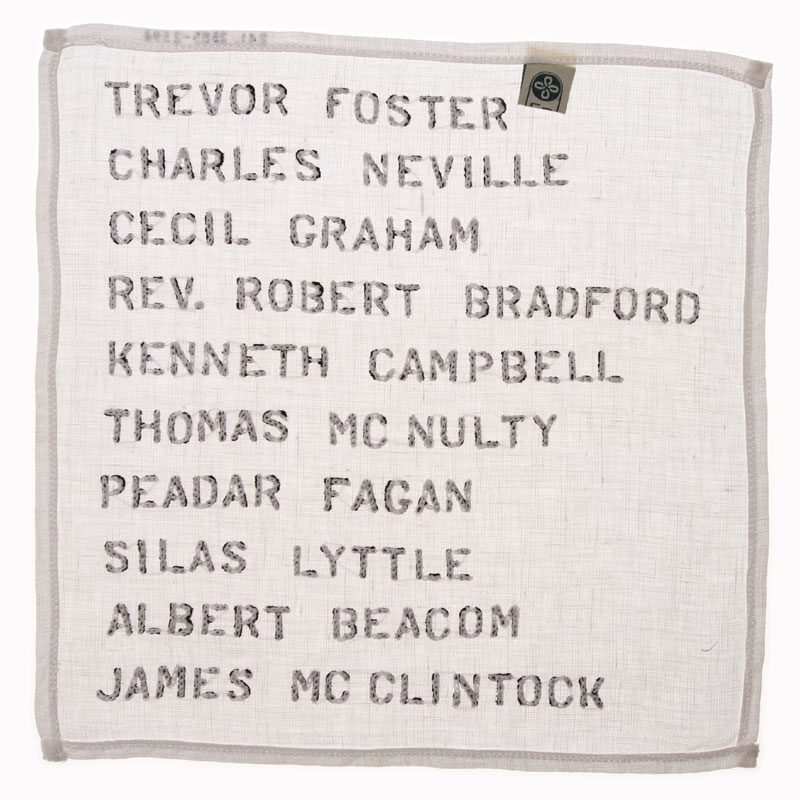 TREVOR FOSTER
CHARLES NEVILLE
CECIL GRAHAM
REV. ROBERT BRADFORD
KENNETH CAMPBELL
THOMAS MC NULTY
PEADAR FAGAN
SILAS LYTTLE
ALBERT BEACOM
JAMES MC CLINTOCK